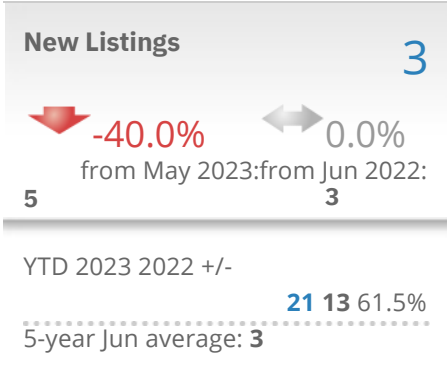 New Listings
3
-40.0% 0.0%
from May 2023:from Jun 2022:
5 3
YTD 2023 2022 +/-
21 13 61.5%
5-year Jun average: 3